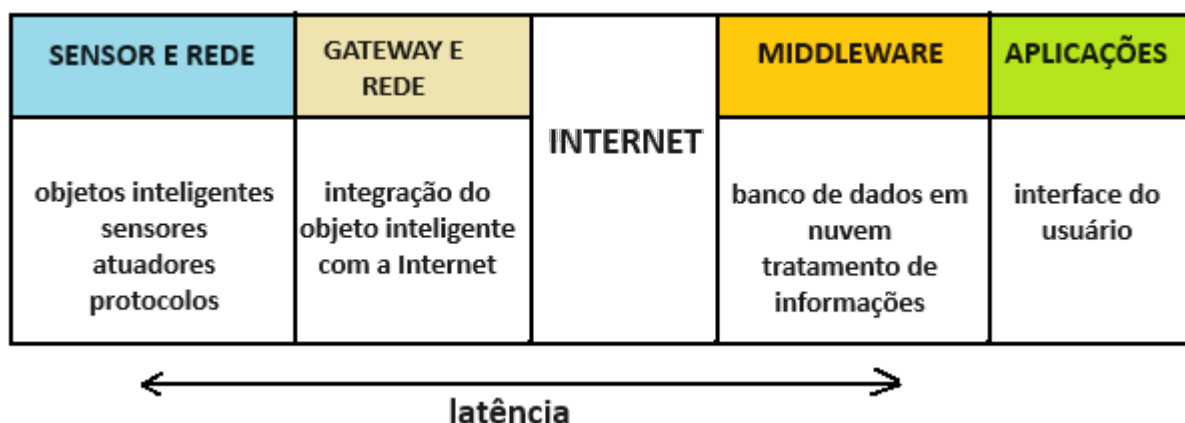 SENSOR E REDE
GATEWAY E
REDE
INTERNET
MIDDLEWARE
APLICAÇÕES
objetos inteligentes
sensores
atuadores
protocolos
integração do
objeto inteligente
com a Internet
banco de dados em
nuvem
tratamento de
informações
interface do
usuário
latência